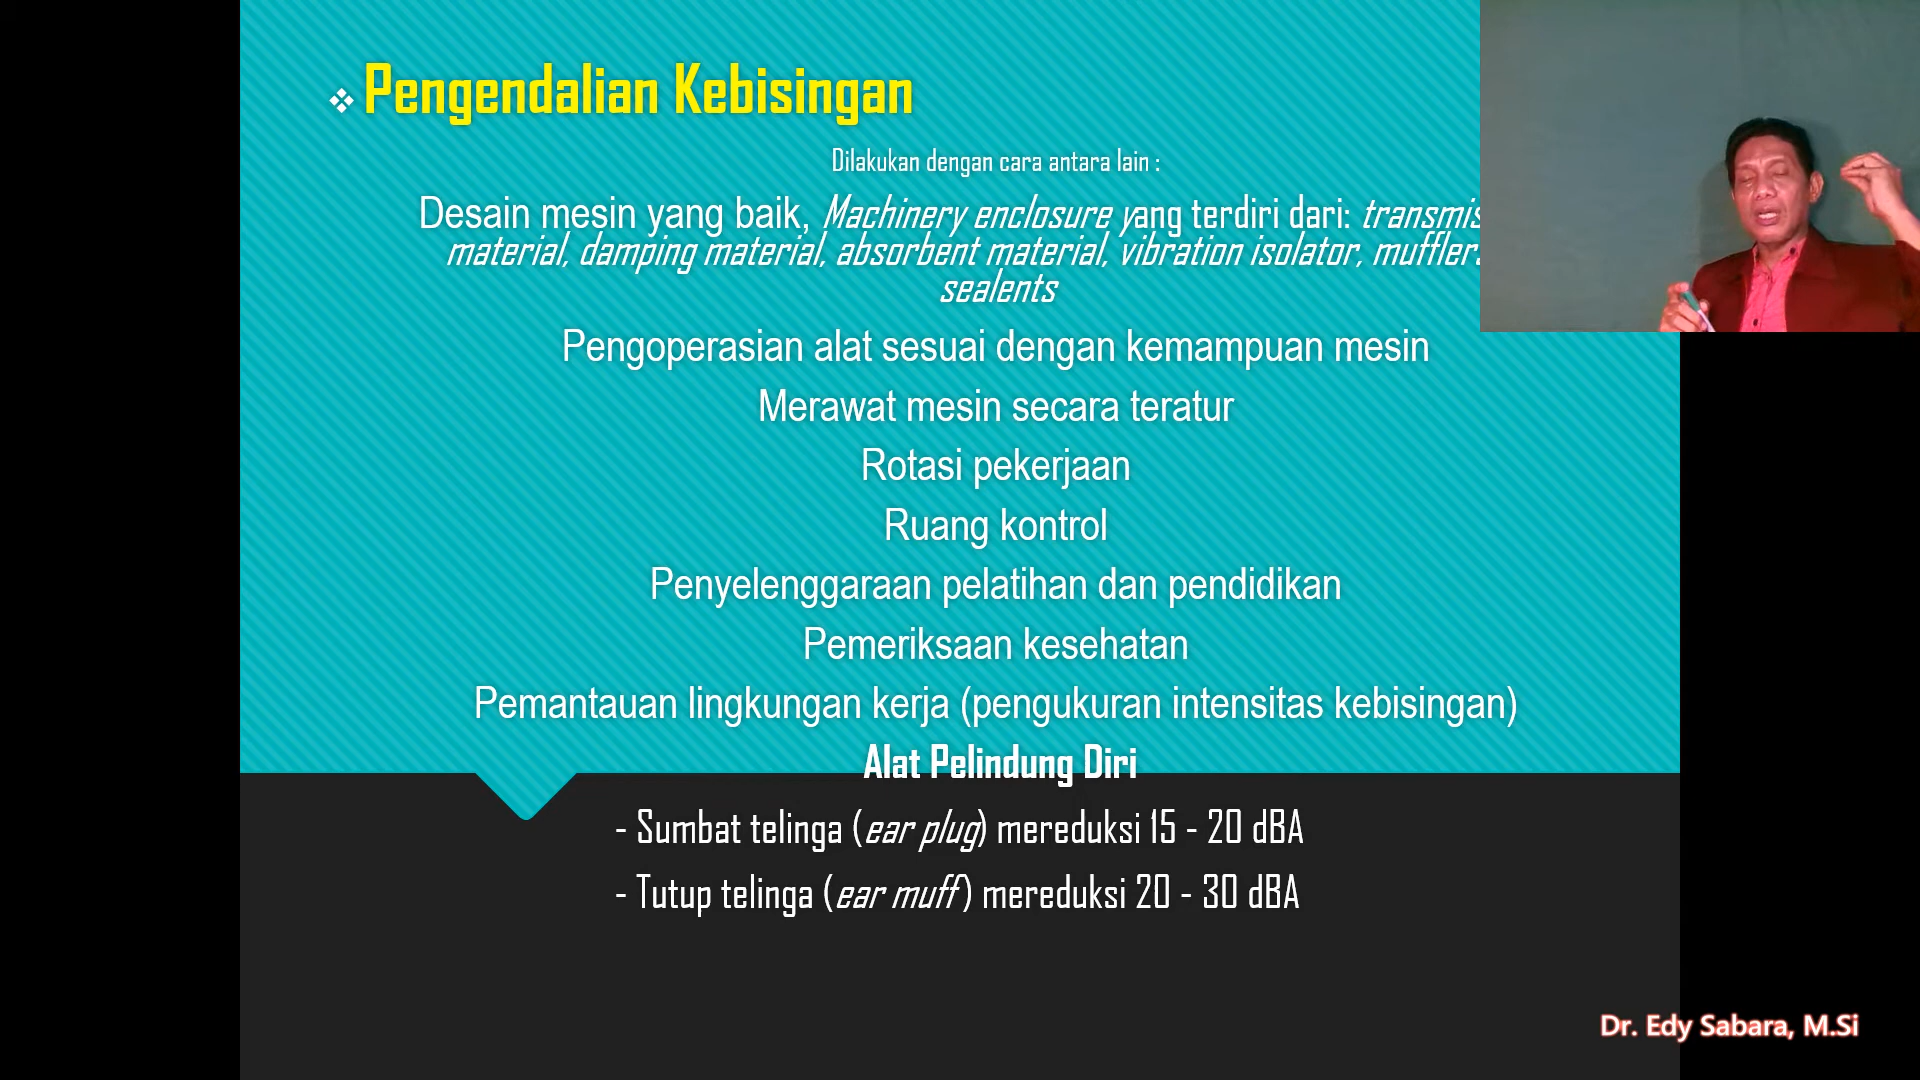 Pengendalian Kebisingan
Dilakukan dengan cara antara lain :
Desain mesin yang baik, Machinery enclosure yang terdiri dari:
material, damping material, absorbent material, vibration isolator,
sealents
Pengoperasian alat sesuai dengan kemampuan mesin
Merawat mesin secara teratur
Rotasi pekerjaan
Ruang kontrol
Penyelenggaraan pelatihan dan pendidikan
Pemeriksaan kesehatan
Pemantauan lingkungan kerja (pengukuran intensitas kebisingan)
Alat Pelindung Diri
- Sumbat telinga (ear plug) mereduksi 15 - 20 dBA
- Tutup telinga (ear muff) mereduksi 20 - 30 dBA
Dr. Edy Sabara, M.Si